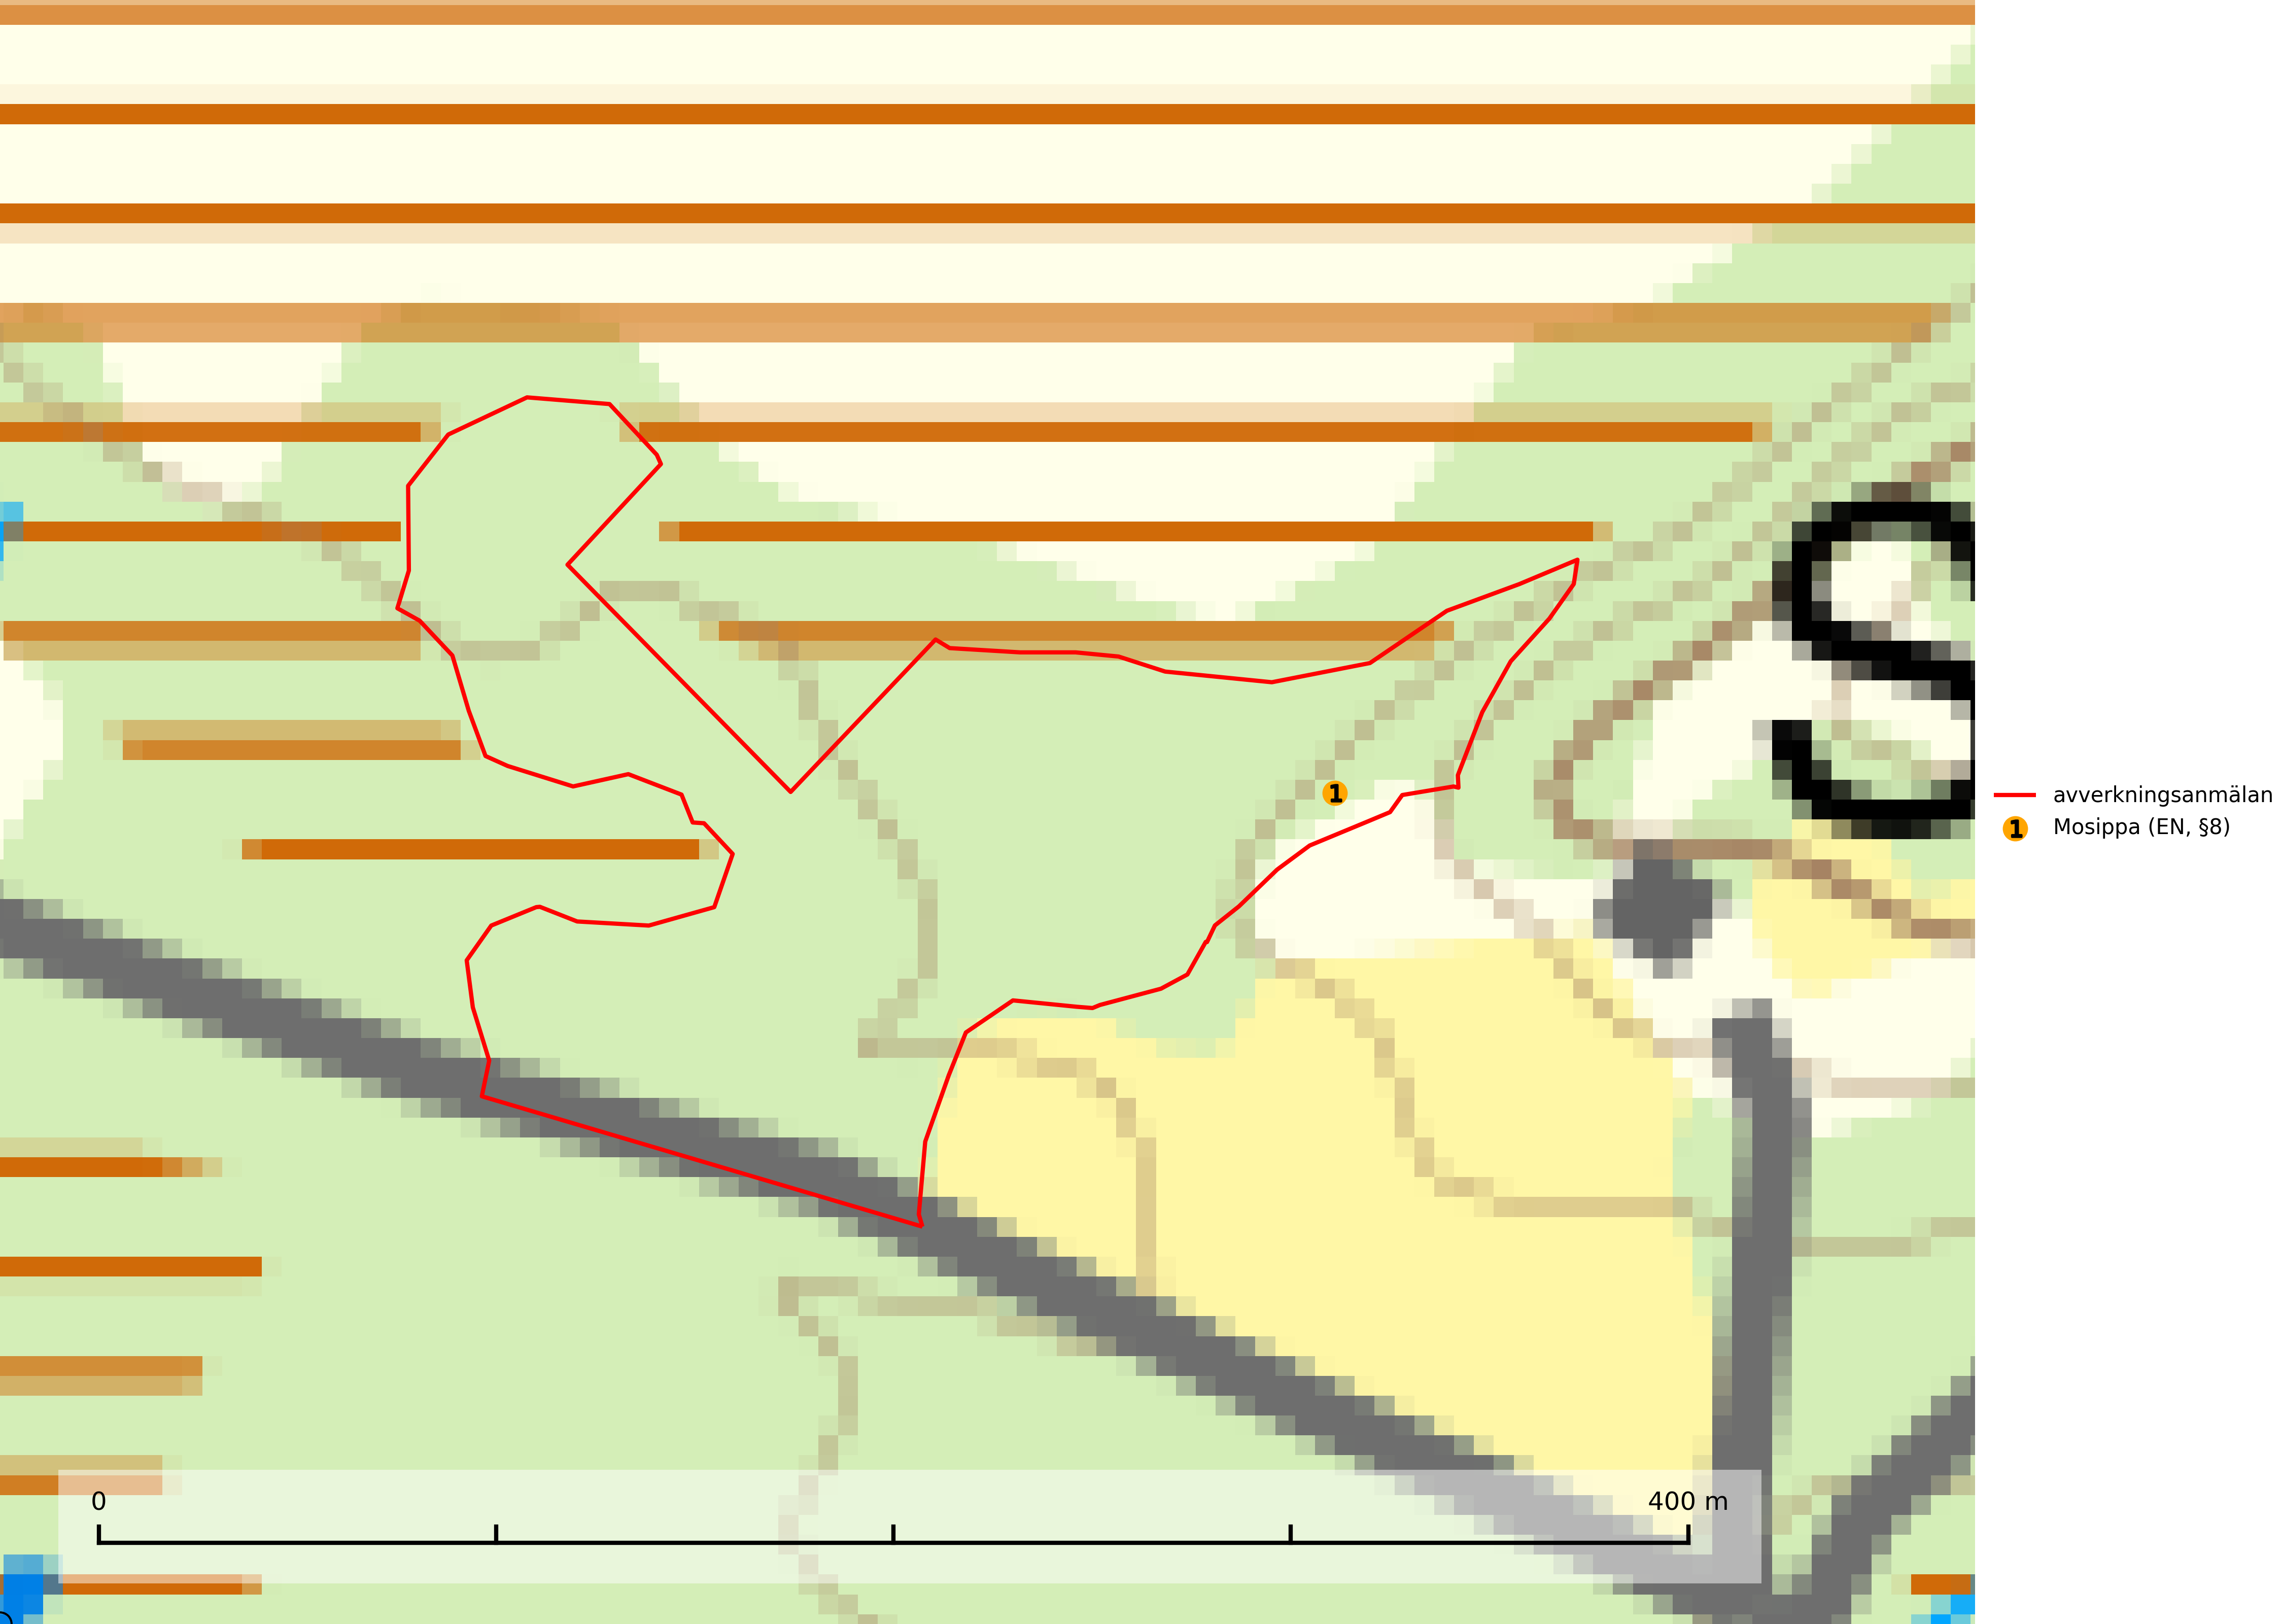 1
avverkningsanmälan
1 Mosippa (EN, §8)
0 400 m